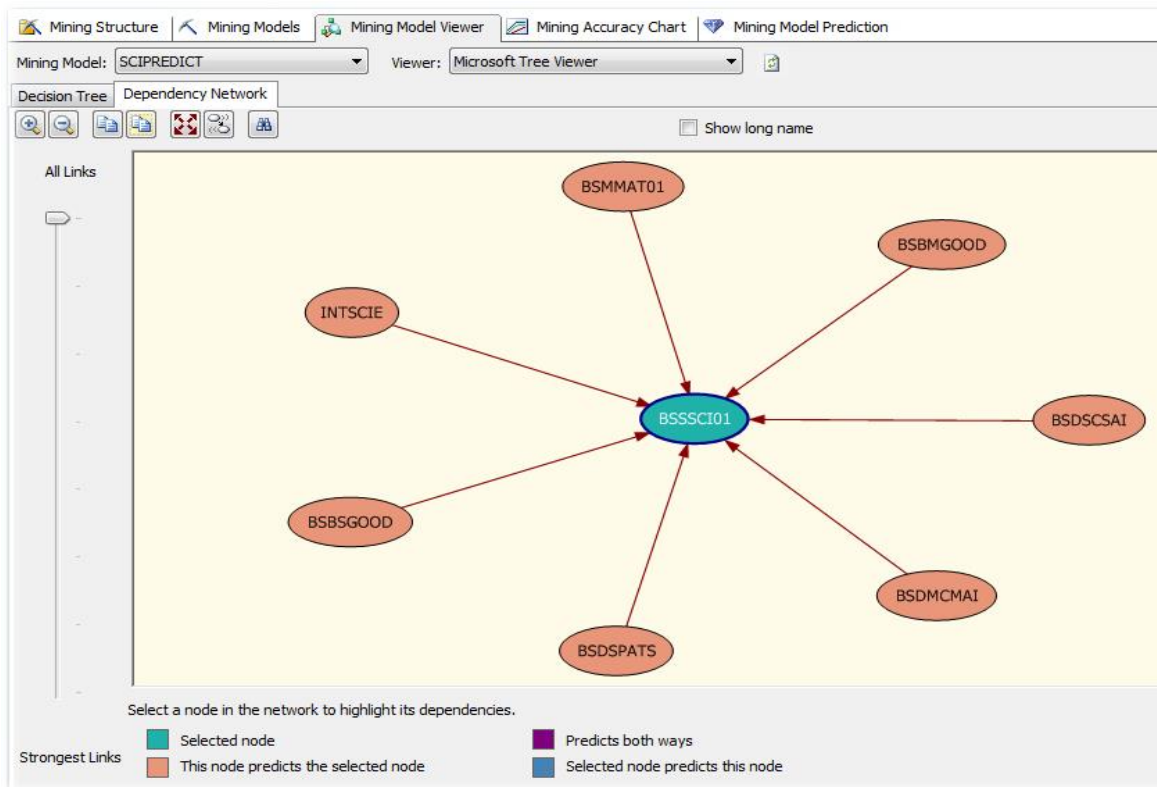 Mining Structure Mining Models Mining Model Viewer Mining Accuracy Chart Mining Model Prediction
Mining Model: SCIPREDICT Viewer: Microsoft Tree Viewer
Decision Tree Dependency Network
Show long name
All Links
BSMMAT01
BSBMGOOD
INTSCIE
BSSSCI01
BSDSCSAI
BSBSGOOD
BSDMCMAI
BSDSPATS
Select a node in the network to highlight its dependencies.
Selected node Predicts both ways
Strongest Links
This node predicts the selected node Selected node predicts this node